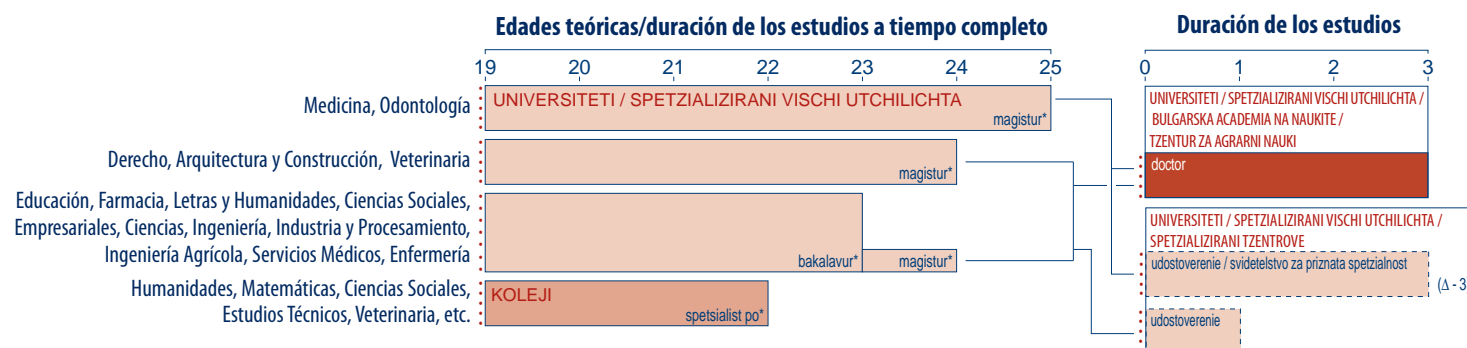 Edades teóricas/duración de los estudios a tiempo completo
Duración de los estudios
19 20 21 22 23 24 25
0 1 2 3
Medicina, Odontología
UNIVERSITETI / SPETZIALIZIRANI VISCHI UTCHILICHTA
magistur*
Derecho, Arquitectura y Construcción, Veterinaria
magistur*
Educación, Farmacia, Letras y Humanidades, Ciencias Sociales,
Empresariales, Ciencias, Ingeniería, Industria y Procesamiento,
Ingeniería Agrícola, Servicios Médicos, Enfermería
bakalavur*
magistur*
Humanidades, Matemáticas, Ciencias Sociales,
Estudios Técnicos, Veterinaria, etc.
KOLEJI
spetsialist po*
UNIVERSITETI / SPETZIALIZIRANI VISCHI UTCHILICHTA /
BULGARSKA ACADEMIA NA NAUKITE /
TZENTUR ZA AGRARNI NAUKI
doctor
UNIVERSITETI / SPETZIALIZIRANI VISCHI UTCHILICHTA /
SPETZIALIZIRANI TZENTROVE
udostoverenie / svidetelstvo za priznata spetzialnost
(Δ - 3
udostoverenie